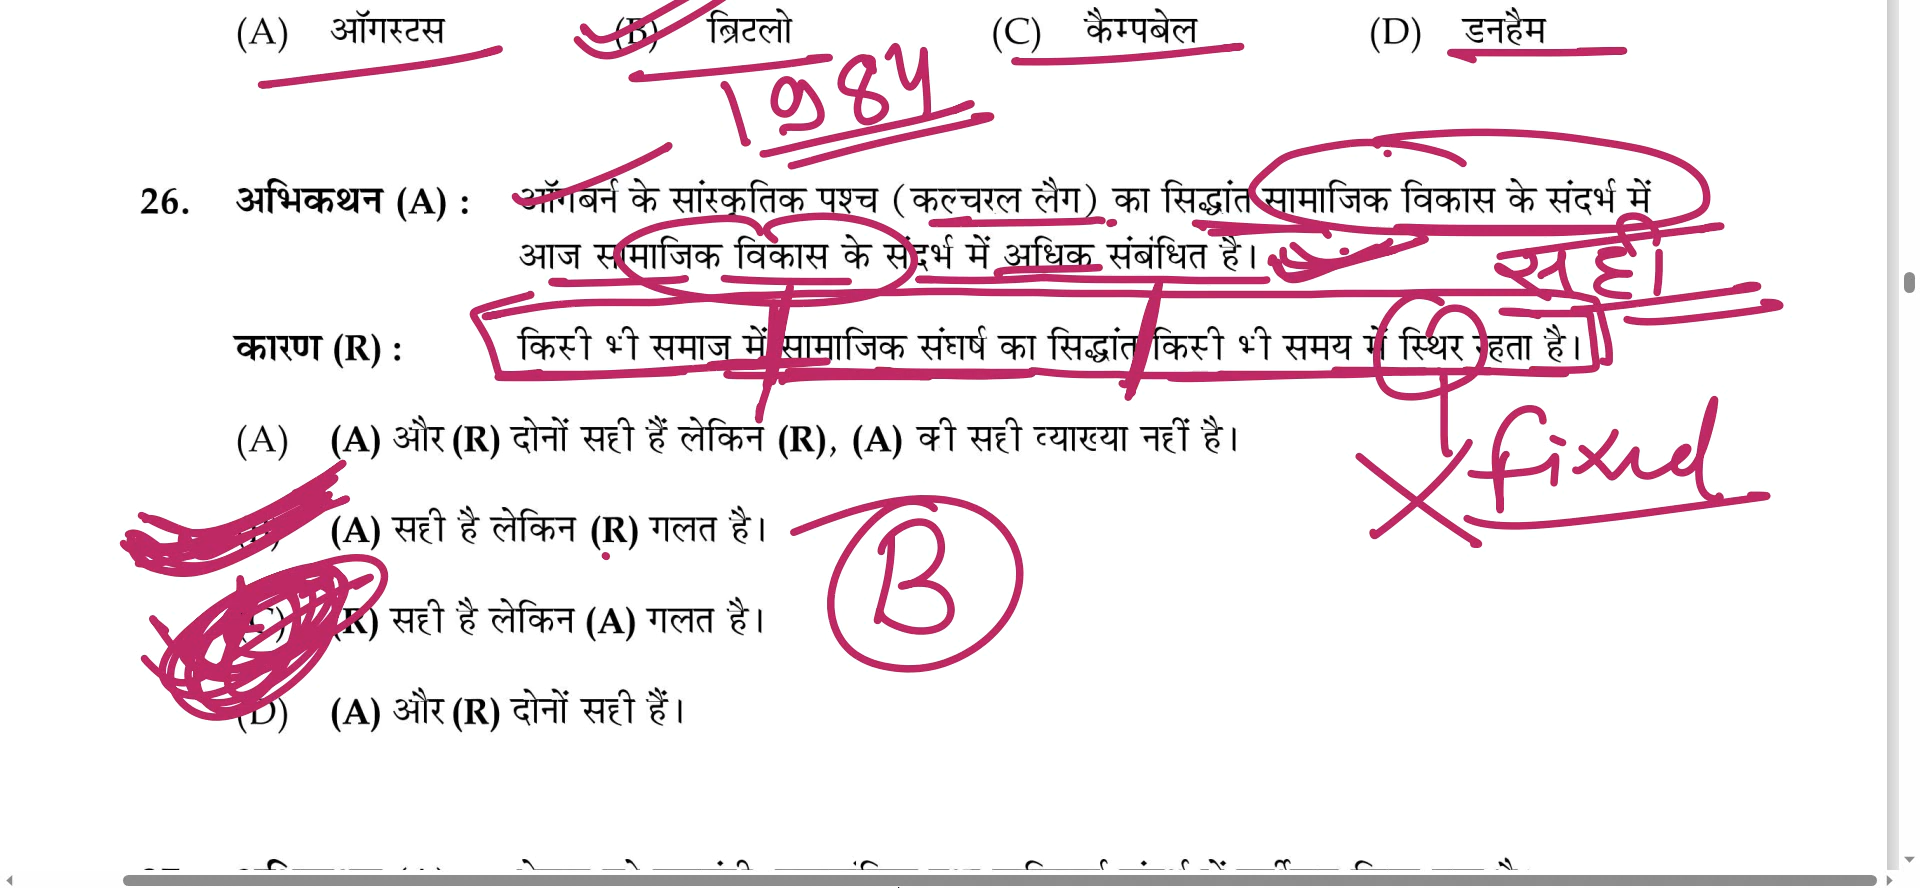 (A) ऑगस्टस (B) ब्रिटलो (C) कैम्पबेल (D) डनहैम
1984
26. अभिकथन (A) : ऑगबर्न के सांस्कृतिक पश्च (कल्चरल लैग) का सिद्धांत सामाजिक विकास के संदर्भ में
आज सामाजिक विकास के संदर्भ में अधिक संबंधित है।
सही
कारण (R) : किसी भी समाज में सामाजिक संघर्ष का सिद्धांत किसी भी समय में स्थिर रहता है।
fixed
(A) (A) और (R) दोनों सही हैं लेकिन (R), (A) की सही व्याख्या नहीं है।
(B) (A) सही है लेकिन (R) गलत है।
B
(C) (R) सही है लेकिन (A) गलत है।
(D) (A) और (R) दोनों सही हैं।